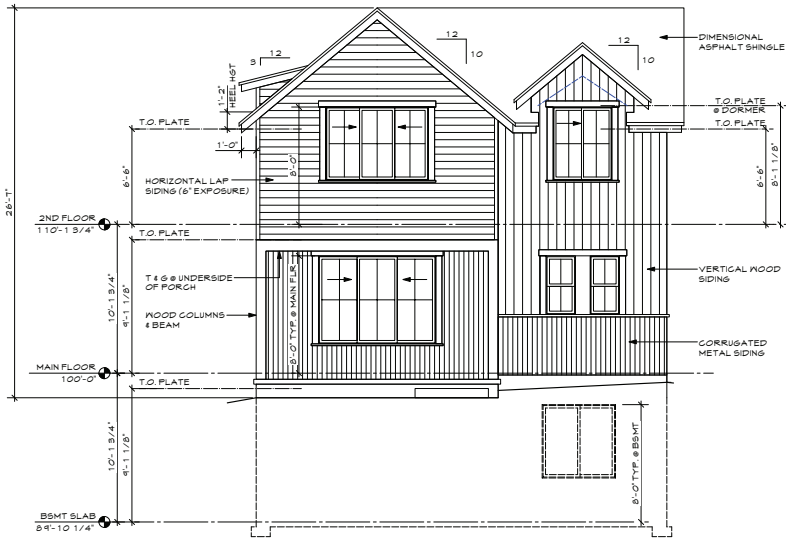 12
12
3
10
DIMENSIONAL
ASPHALT SHINGLE
12
10
1'-2"
HEEL HGT
T.O. PLATE
@ DORMER
T.O. PLATE
T.O. PLATE
1'-0"
8'-0"
6'-6"
6'-6"
8'-1 1/8"
26'-7"
HORIZONTAL LAP
SIDING (6" EXPOSURE)
2ND FLOOR
110'-1 3/4"
T.O. PLATE
T & G @ UNDERSIDE
OF PORCH
VERTICAL WOOD
SIDING
10'-1 3/4"
9'-1 1/8"
8'-0" TYP. @ MAIN FLR
WOOD COLUMNS
& BEAM
CORRUGATED
METAL SIDING
MAIN FLOOR
100'-0"
T.O. PLATE
10'-1 3/4"
9'-1 1/8"
8'-0" TYP. @ BSMT
BSMT SLAB
89'-10 1/4"